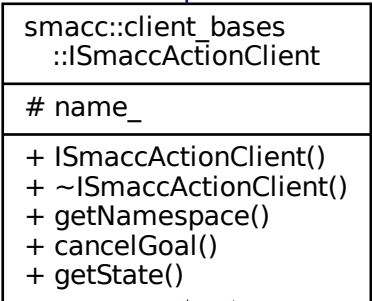 smacc::client_bases
::ISmaccActionClient
# name_
+ ISmaccActionClient()
+ ~ISmaccActionClient()
+ getNamespace()
+ cancelGoal()
+ getState()